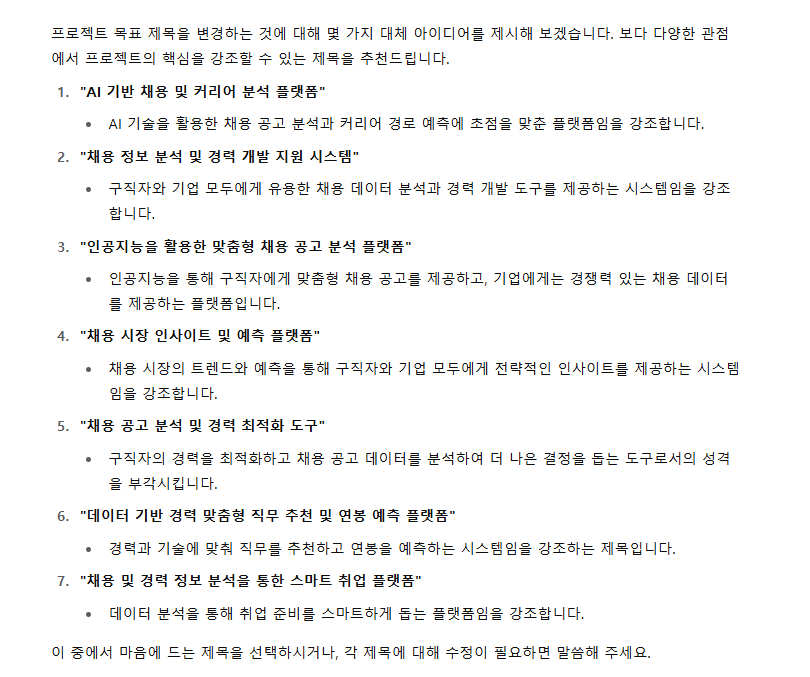 프로젝트 목표 제목을 변경하는 것에 대해 몇 가지 대체 아이디어를 제시해 보겠습니다. 보다 다양한 관점
에서 프로젝트의 핵심을 강조할 수 있는 제목을 추천드립니다.
1. "AI 기반 채용 및 커리어 분석 플랫폼"
• AI 기술을 활용한 채용 공고 분석과 커리어 경로 예측에 초점을 맞춘 플랫폼임을 강조합니다.
2. "채용 정보 분석 및 경력 개발 지원 시스템"
• 구직자와 기업 모두에게 유용한 채용 데이터 분석과 경력 개발 도구를 제공하는 시스템임을 강조
합니다.
3. "인공지능을 활용한 맞춤형 채용 공고 분석 플랫폼"
• 인공지능을 통해 구직자에게 맞춤형 채용 공고를 제공하고, 기업에게는 경쟁력 있는 채용 데이터
를 제공하는 플랫폼입니다.
4. "채용 시장 인사이트 및 예측 플랫폼"
• 채용 시장의 트렌드와 예측을 통해 구직자와 기업 모두에게 전략적인 인사이트를 제공하는 시스템
임을 강조합니다.
5. "채용 공고 분석 및 경력 최적화 도구"
• 구직자의 경력을 최적화하고 채용 공고 데이터를 분석하여 더 나은 결정을 돕는 도구로서의 성격
을 부각시킵니다.
6. "데이터 기반 경력 맞춤형 직무 추천 및 연봉 예측 플랫폼"
• 경력과 기술에 맞춰 직무를 추천하고 연봉을 예측하는 시스템임을 강조하는 제목입니다.
7. "채용 및 경력 정보 분석을 통한 스마트 취업 플랫폼"
• 데이터 분석을 통해 취업 준비를 스마트하게 돕는 플랫폼임을 강조합니다.
이 중에서 마음에 드는 제목을 선택하시거나, 각 제목에 대해 수정이 필요하면 말씀해 주세요.